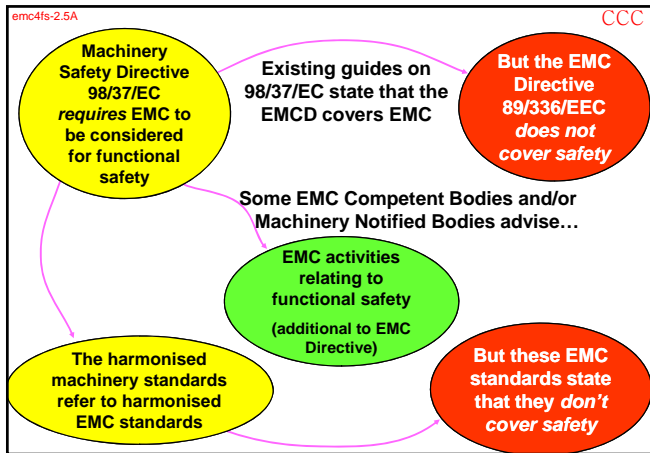 emc4fs-2.5A
CCC
Machinery
Safety Directive
98/37/EC
requires EMC to
be considered
for functional
safety
Existing guides on
98/37/EC state that the
EMCD covers EMC
But the EMC
Directive
89/336/EEC
does not
cover safety
Some EMC Competent Bodies and/or
Machinery Notified Bodies advise…
EMC activities
relating to
functional safety
(additional to EMC
Directive)
The harmonised
machinery standards
refer to harmonised
EMC standards
But these EMC
standards state
that they don't
cover safety